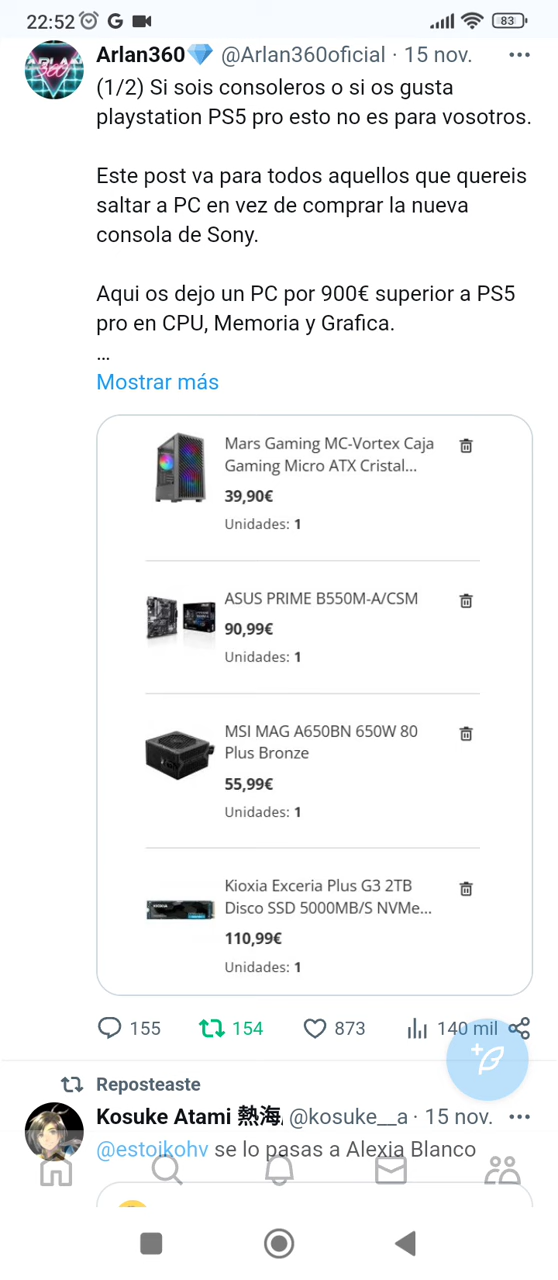 22:52 G 83
Arlan360 @Arlan360oficial · 15 nov.
(1/2) Si sois consoleros o si os gusta
playstation PS5 pro esto no es para vosotros.
Este post va para todos aquellos que quereis
saltar a PC en vez de comprar la nueva
consola de Sony.
Aqui os dejo un PC por 900€ superior a PS5
pro en CPU, Memoria y Grafica.
...
Mostrar más
Mars Gaming MC-Vortex Caja
Gaming Micro ATX Cristal...
39,90€
Unidades: 1
ASUS PRIME B550M-A/CSM
90,99€
Unidades: 1
MSI MAG A650BN 650W 80
Plus Bronze
55,99€
Unidades: 1
Kioxia Exceria Plus G3 2TB
Disco SSD 5000MB/S NVMe...
110,99€
Unidades: 1
155 154 873 140 mil
Reposteaste
Kosuke Atami 熱海 @kosuke__a · 15 nov.
@estoikohv se lo pasas a Alexia Blanco